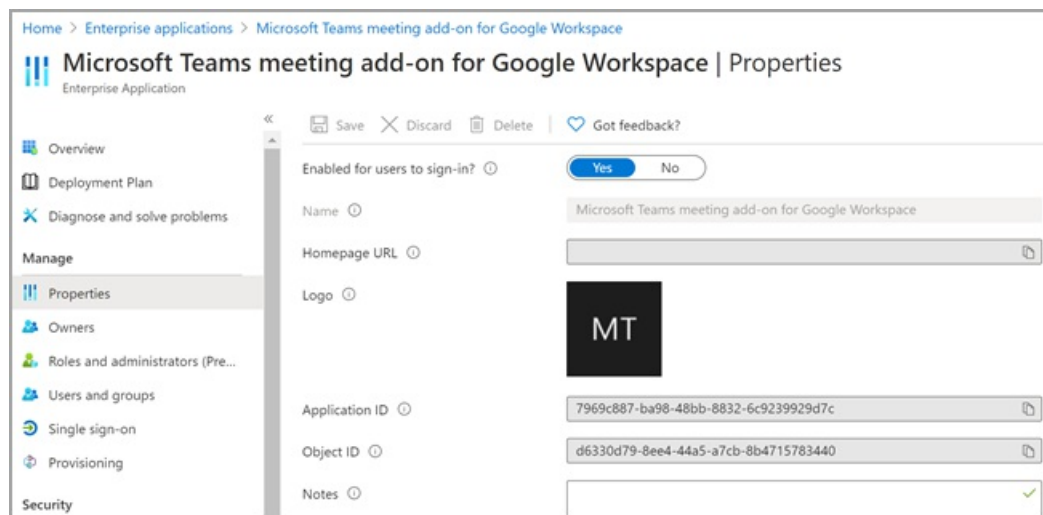 Home > Enterprise applications > Microsoft Teams meeting add-on for Google Workspace
Microsoft Teams meeting add-on for Google Workspace | Properties
Enterprise Application
«
Save Discard Delete | Got feedback?
Overview
Deployment Plan
Diagnose and solve problems
Manage
Properties
Owners
Roles and administrators (Pre...
Users and groups
Single sign-on
Provisioning
Security
Enabled for users to sign-in? Yes No
Name Microsoft Teams meeting add-on for Google Workspace
Homepage URL
Logo
MT
Application ID 7969c887-ba98-48bb-8832-6c9239929d7c
Object ID d6330d79-8ee4-44a5-a7cb-8b4715783440
Notes